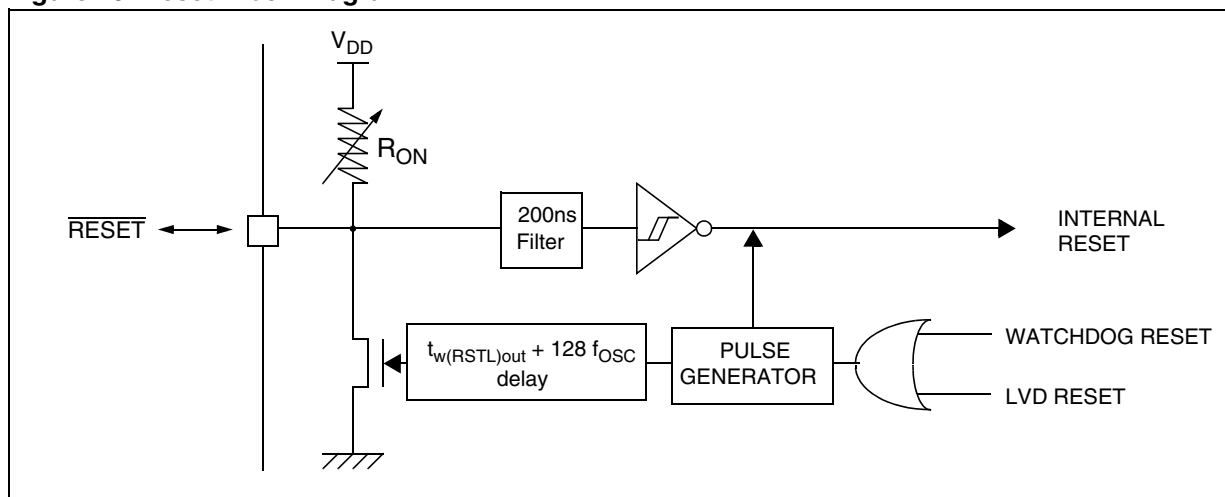 V_DD
R_ON
RESET
200ns
Filter
INTERNAL
RESET
t_w(RSTL)out + 128 f_OSC
delay
PULSE
GENERATOR
WATCHDOG RESET
LVD RESET